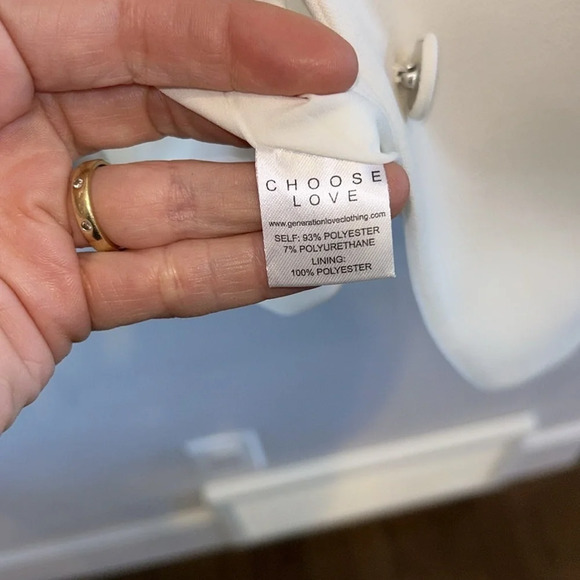 CHOOSE
LOVE
www.generationloveclothing.com
SELF: 93% POLYESTER
7% POLYURETHANE
LINING:
100% POLYESTER